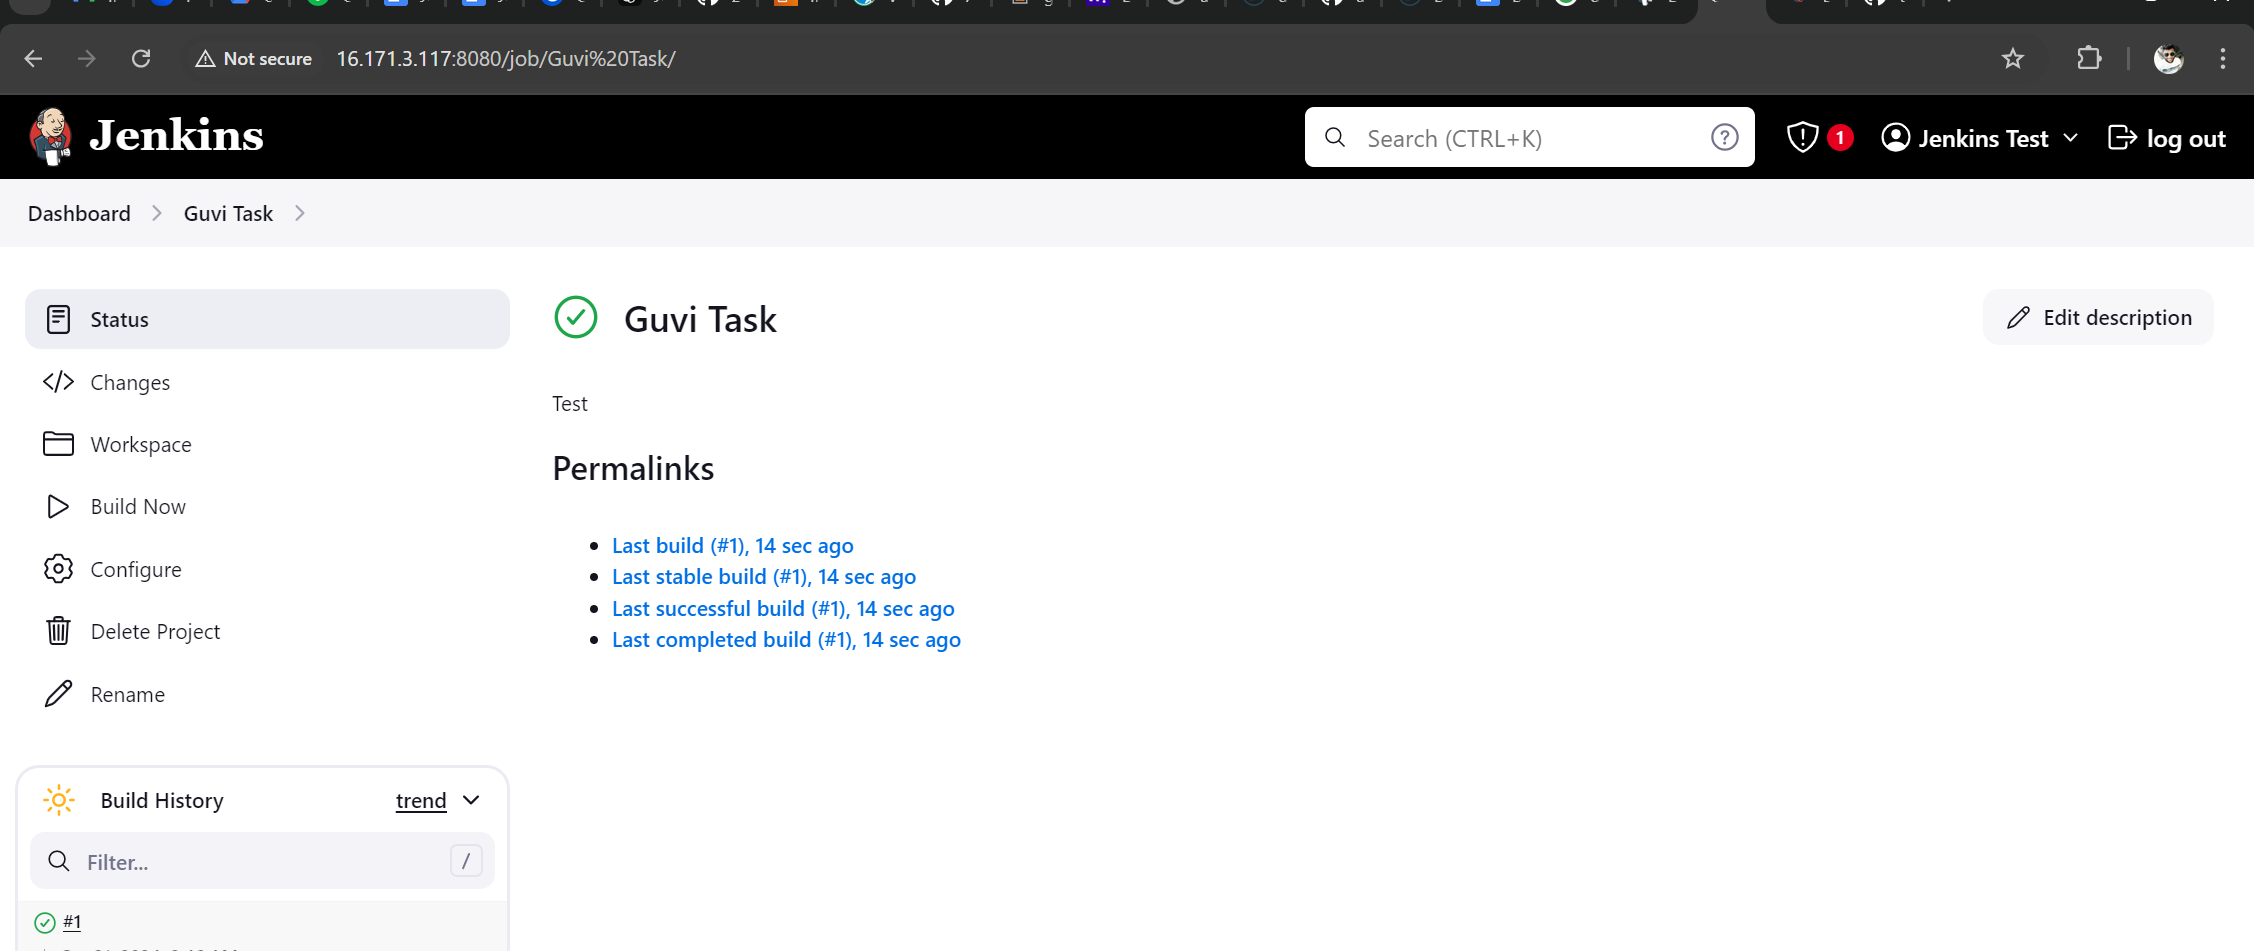 Not secure 16.171.3.117:8080/job/Guvi%20Task/
Jenkins
Search (CTRL+K)
1
Jenkins Test
log out
Dashboard
Guvi Task
Status
Changes
Workspace
Build Now
Configure
Delete Project
Rename
Build History
trend
Filter...
/
#1
Guvi Task
Edit description
Test
Permalinks
Last build (#1), 14 sec ago
Last stable build (#1), 14 sec ago
Last successful build (#1), 14 sec ago
Last completed build (#1), 14 sec ago